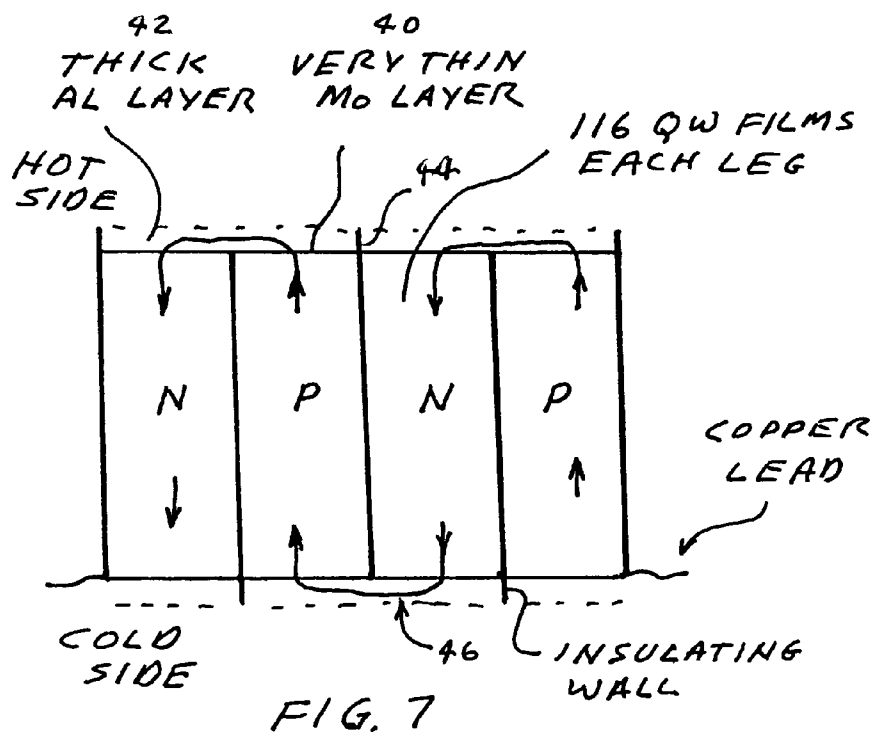 42
THICK
AL LAYER
40
VERY THIN
MO LAYER
116 QW FILMS
EACH LEG
HOT
SIDE
44
N
P
N
P
COPPER
LEAD
COLD
SIDE
46
INSULATING
WALL
FIG. 7